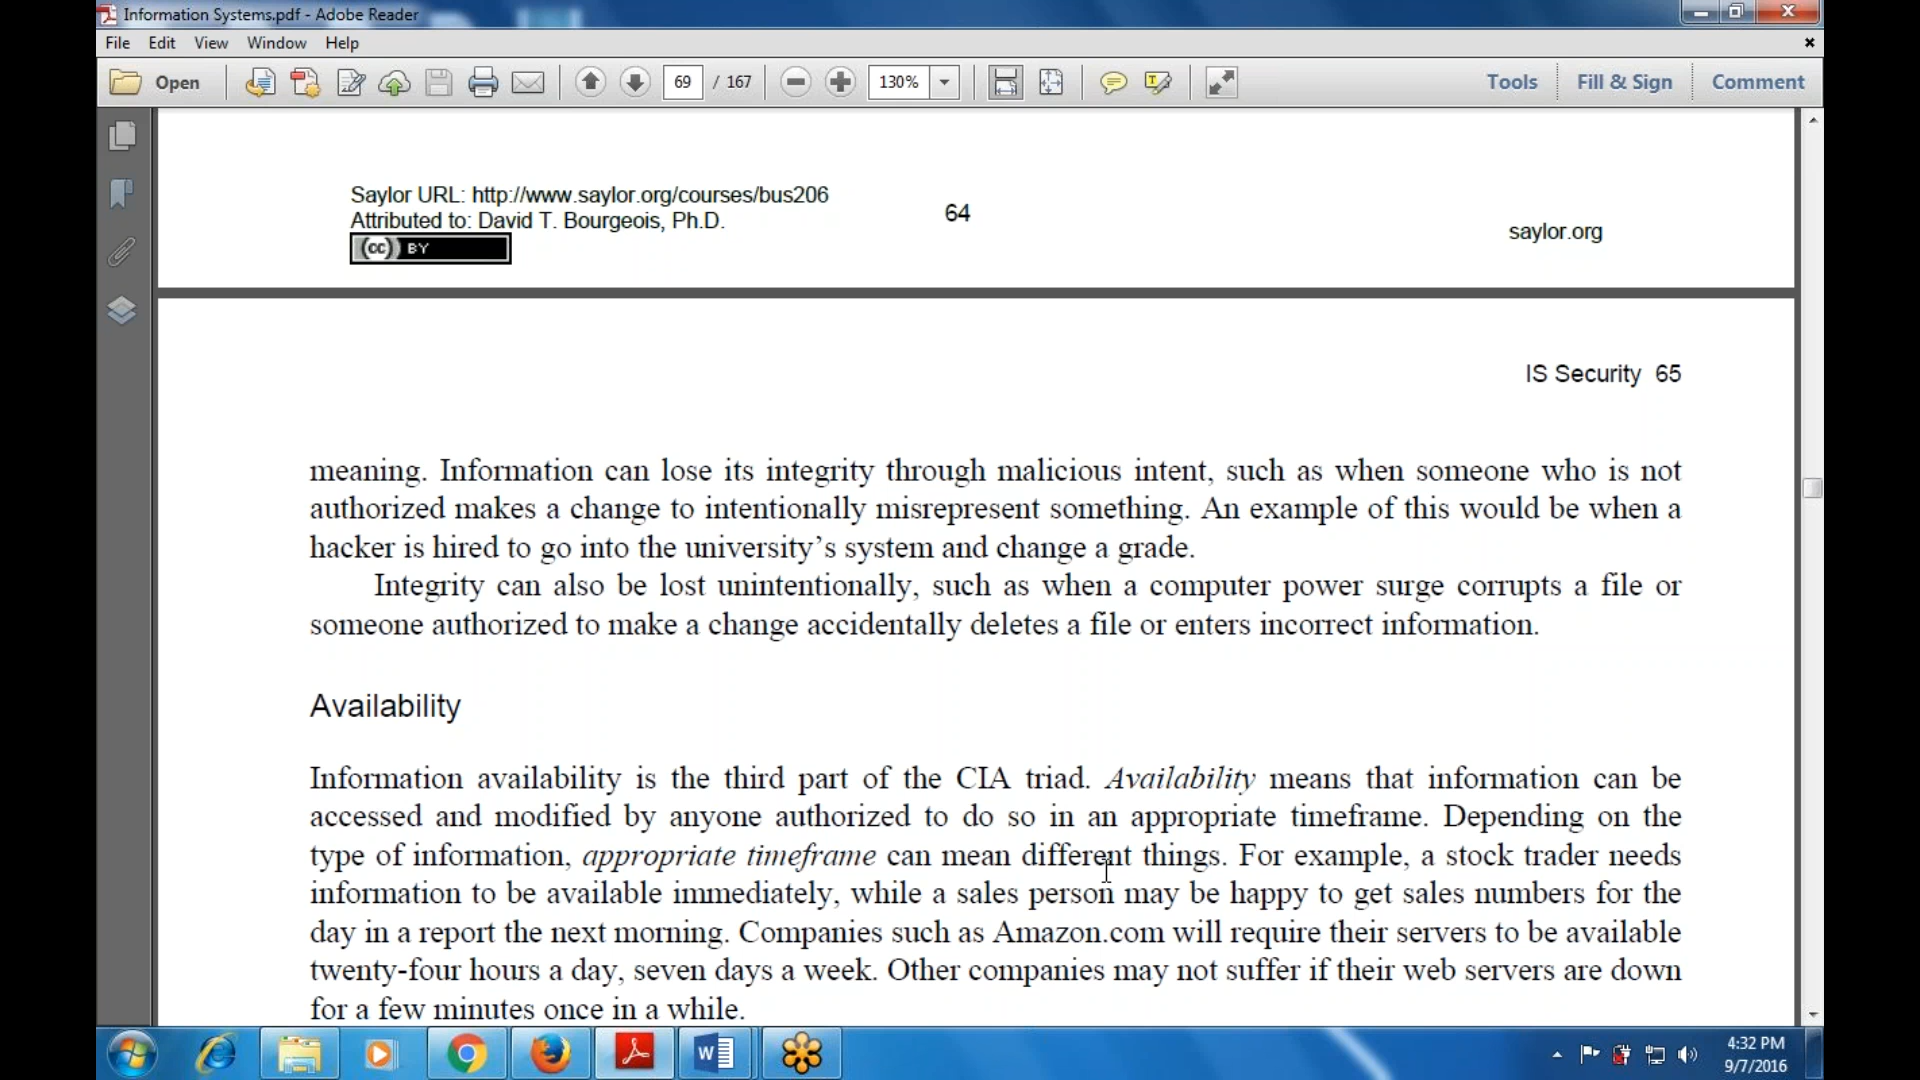 Information Systems.pdf - Adobe Reader
File Edit View Window Help
Open 69 / 167 130% Tools Fill & Sign Comment
Saylor URL: http://www.saylor.org/courses/bus206
Attributed to: David T. Bourgeois, Ph.D.
64
saylor.org
(cc) BY
IS Security 65
meaning. Information can lose its integrity through malicious intent, such as when someone who is not
authorized makes a change to intentionally misrepresent something. An example of this would be when a
hacker is hired to go into the university’s system and change a grade.
Integrity can also be lost unintentionally, such as when a computer power surge corrupts a file or
someone authorized to make a change accidentally deletes a file or enters incorrect information.
Availability
Information availability is the third part of the CIA triad. Availability means that information can be
accessed and modified by anyone authorized to do so in an appropriate timeframe. Depending on the
type of information, appropriate timeframe can mean different things. For example, a stock trader needs
information to be available immediately, while a sales person may be happy to get sales numbers for the
day in a report the next morning. Companies such as Amazon.com will require their servers to be available
twenty-four hours a day, seven days a week. Other companies may not suffer if their web servers are down
for a few minutes once in a while.
4:32 PM
9/7/2016